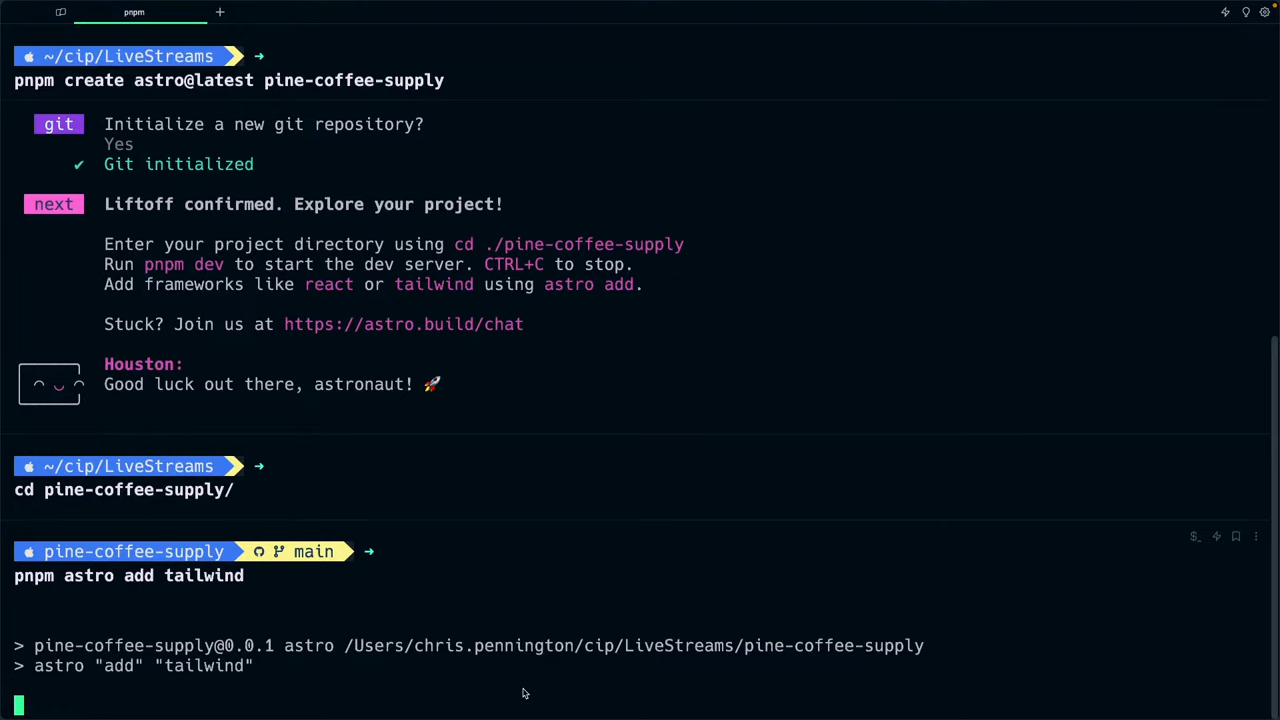 pnpm
~/cip/LiveStreams
pnpm create astro@latest pine-coffee-supply
git Initialize a new git repository?
Yes
✔ Git initialized
next Liftoff confirmed. Explore your project!
Enter your project directory using cd ./pine-coffee-supply
Run pnpm dev to start the dev server. CTRL+C to stop.
Add frameworks like react or tailwind using astro add.
Stuck? Join us at https://astro.build/chat
Houston:
Good luck out there, astronaut! 🚀
~/cip/LiveStreams
cd pine-coffee-supply/
pine-coffee-supply main
pnpm astro add tailwind
> pine-coffee-supply@0.0.1 astro /Users/chris.pennington/cip/LiveStreams/pine-coffee-supply
> astro "add" "tailwind"